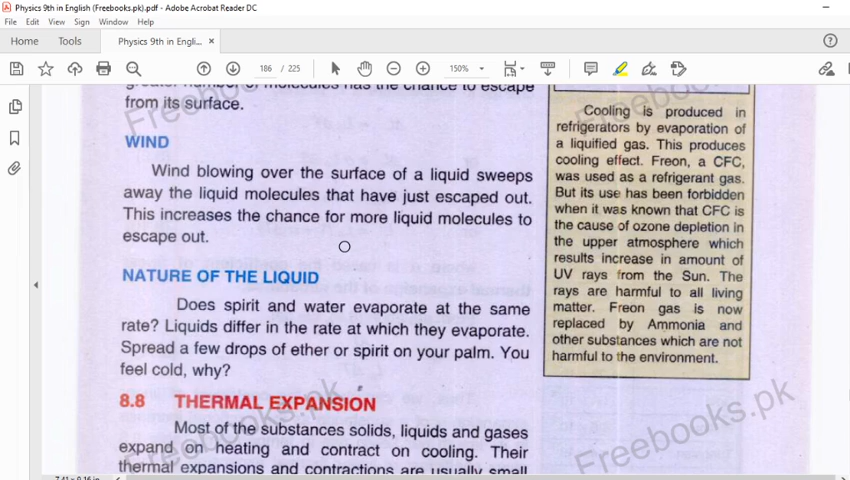 Physics 9th in English (Freebooks.pk).pdf - Adobe Acrobat Reader DC
File Edit View Sign Window Help
Home Tools Physics 9th in Engli... ×
186 / 225 150%
molecules has the chance to escape
from its surface.
WIND
Wind blowing over the surface of a liquid sweeps
away the liquid molecules that have just escaped out.
This increases the chance for more liquid molecules to
escape out.
NATURE OF THE LIQUID
Does spirit and water evaporate at the same
rate? Liquids differ in the rate at which they evaporate.
Spread a few drops of ether or spirit on your palm. You
feel cold, why?
8.8 THERMAL EXPANSION
Most of the substances solids, liquids and gases
expand on heating and contract on cooling. Their
thermal expansions and contractions are usually small
Cooling is produced in
refrigerators by evaporation of
a liquified gas. This produces
cooling effect. Freon, a CFC,
was used as a refrigerant gas.
But its use has been forbidden
when it was known that CFC is
the cause of ozone depletion in
the upper atmosphere which
results increase in amount of
UV rays from the Sun. The
rays are harmful to all living
matter. Freon gas is now
replaced by Ammonia and
other substances which are not
harmful to the environment.
Freebooks.pk
Freebooks.pk
7.41 x 9.16 in